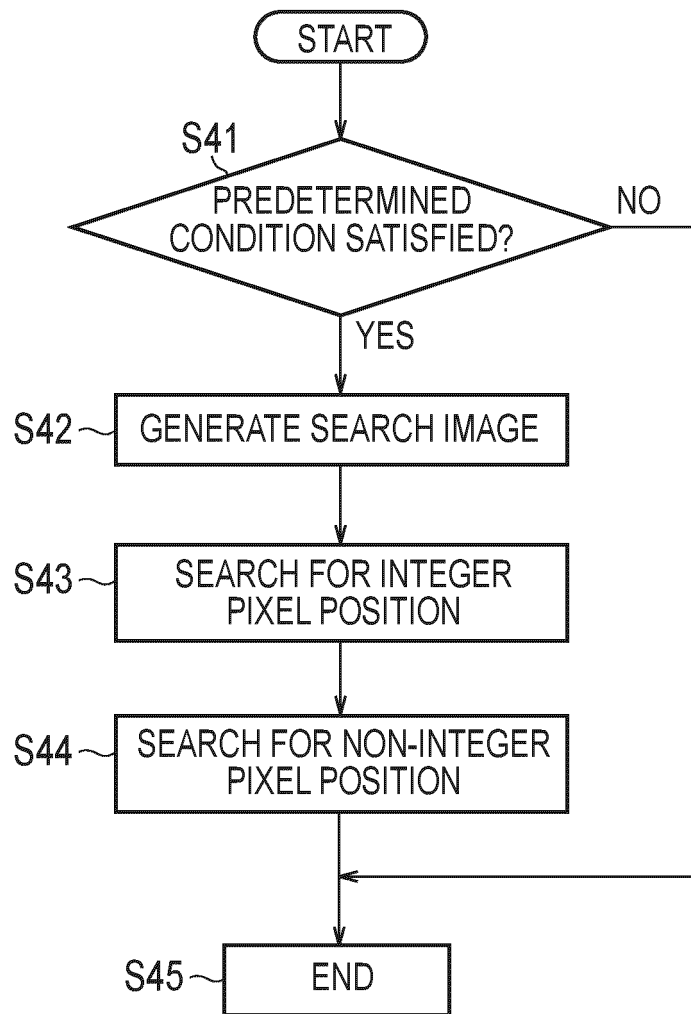 START
S41
PREDETERMINED
CONDITION SATISFIED?
NO
YES
S42
GENERATE SEARCH IMAGE
S43
SEARCH FOR INTEGER
PIXEL POSITION
S44
SEARCH FOR NON-INTEGER
PIXEL POSITION
S45
END